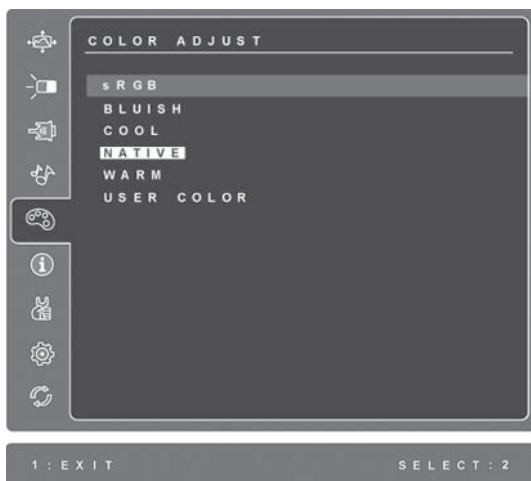 COLOR ADJUST
sRGB
BLUISH
COOL
NATIVE
WARM
USER COLOR
1:EXIT SELECT:2